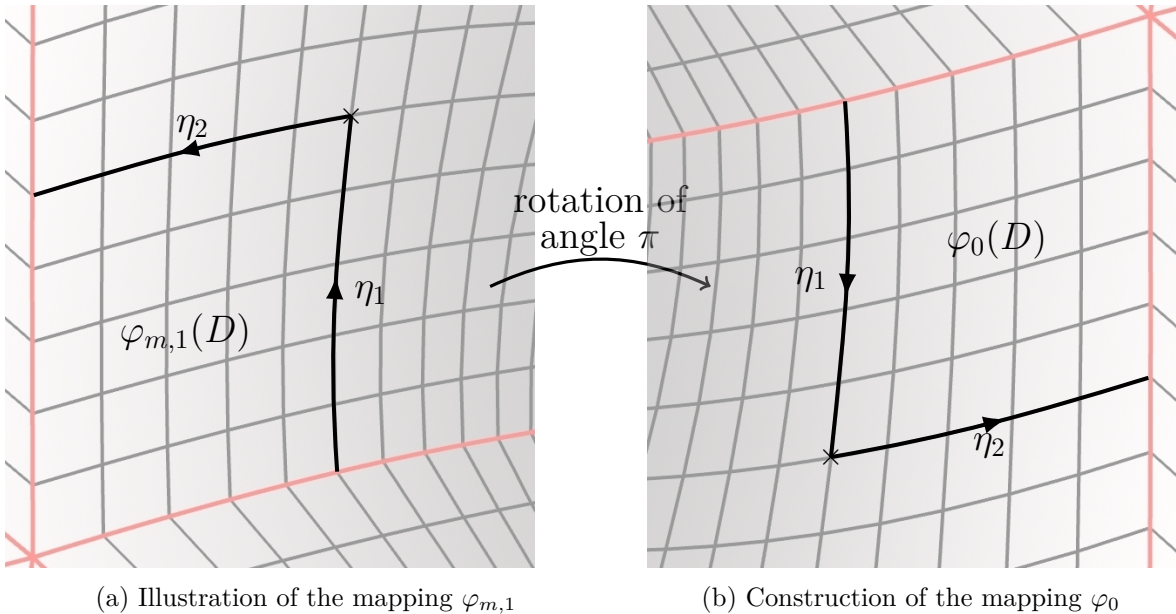 η₂
η₁
φₘ,₁(D)
rotation of
angle π
φ₀(D)
η₁
η₂
(a) Illustration of the mapping φₘ,₁
(b) Construction of the mapping φ₀